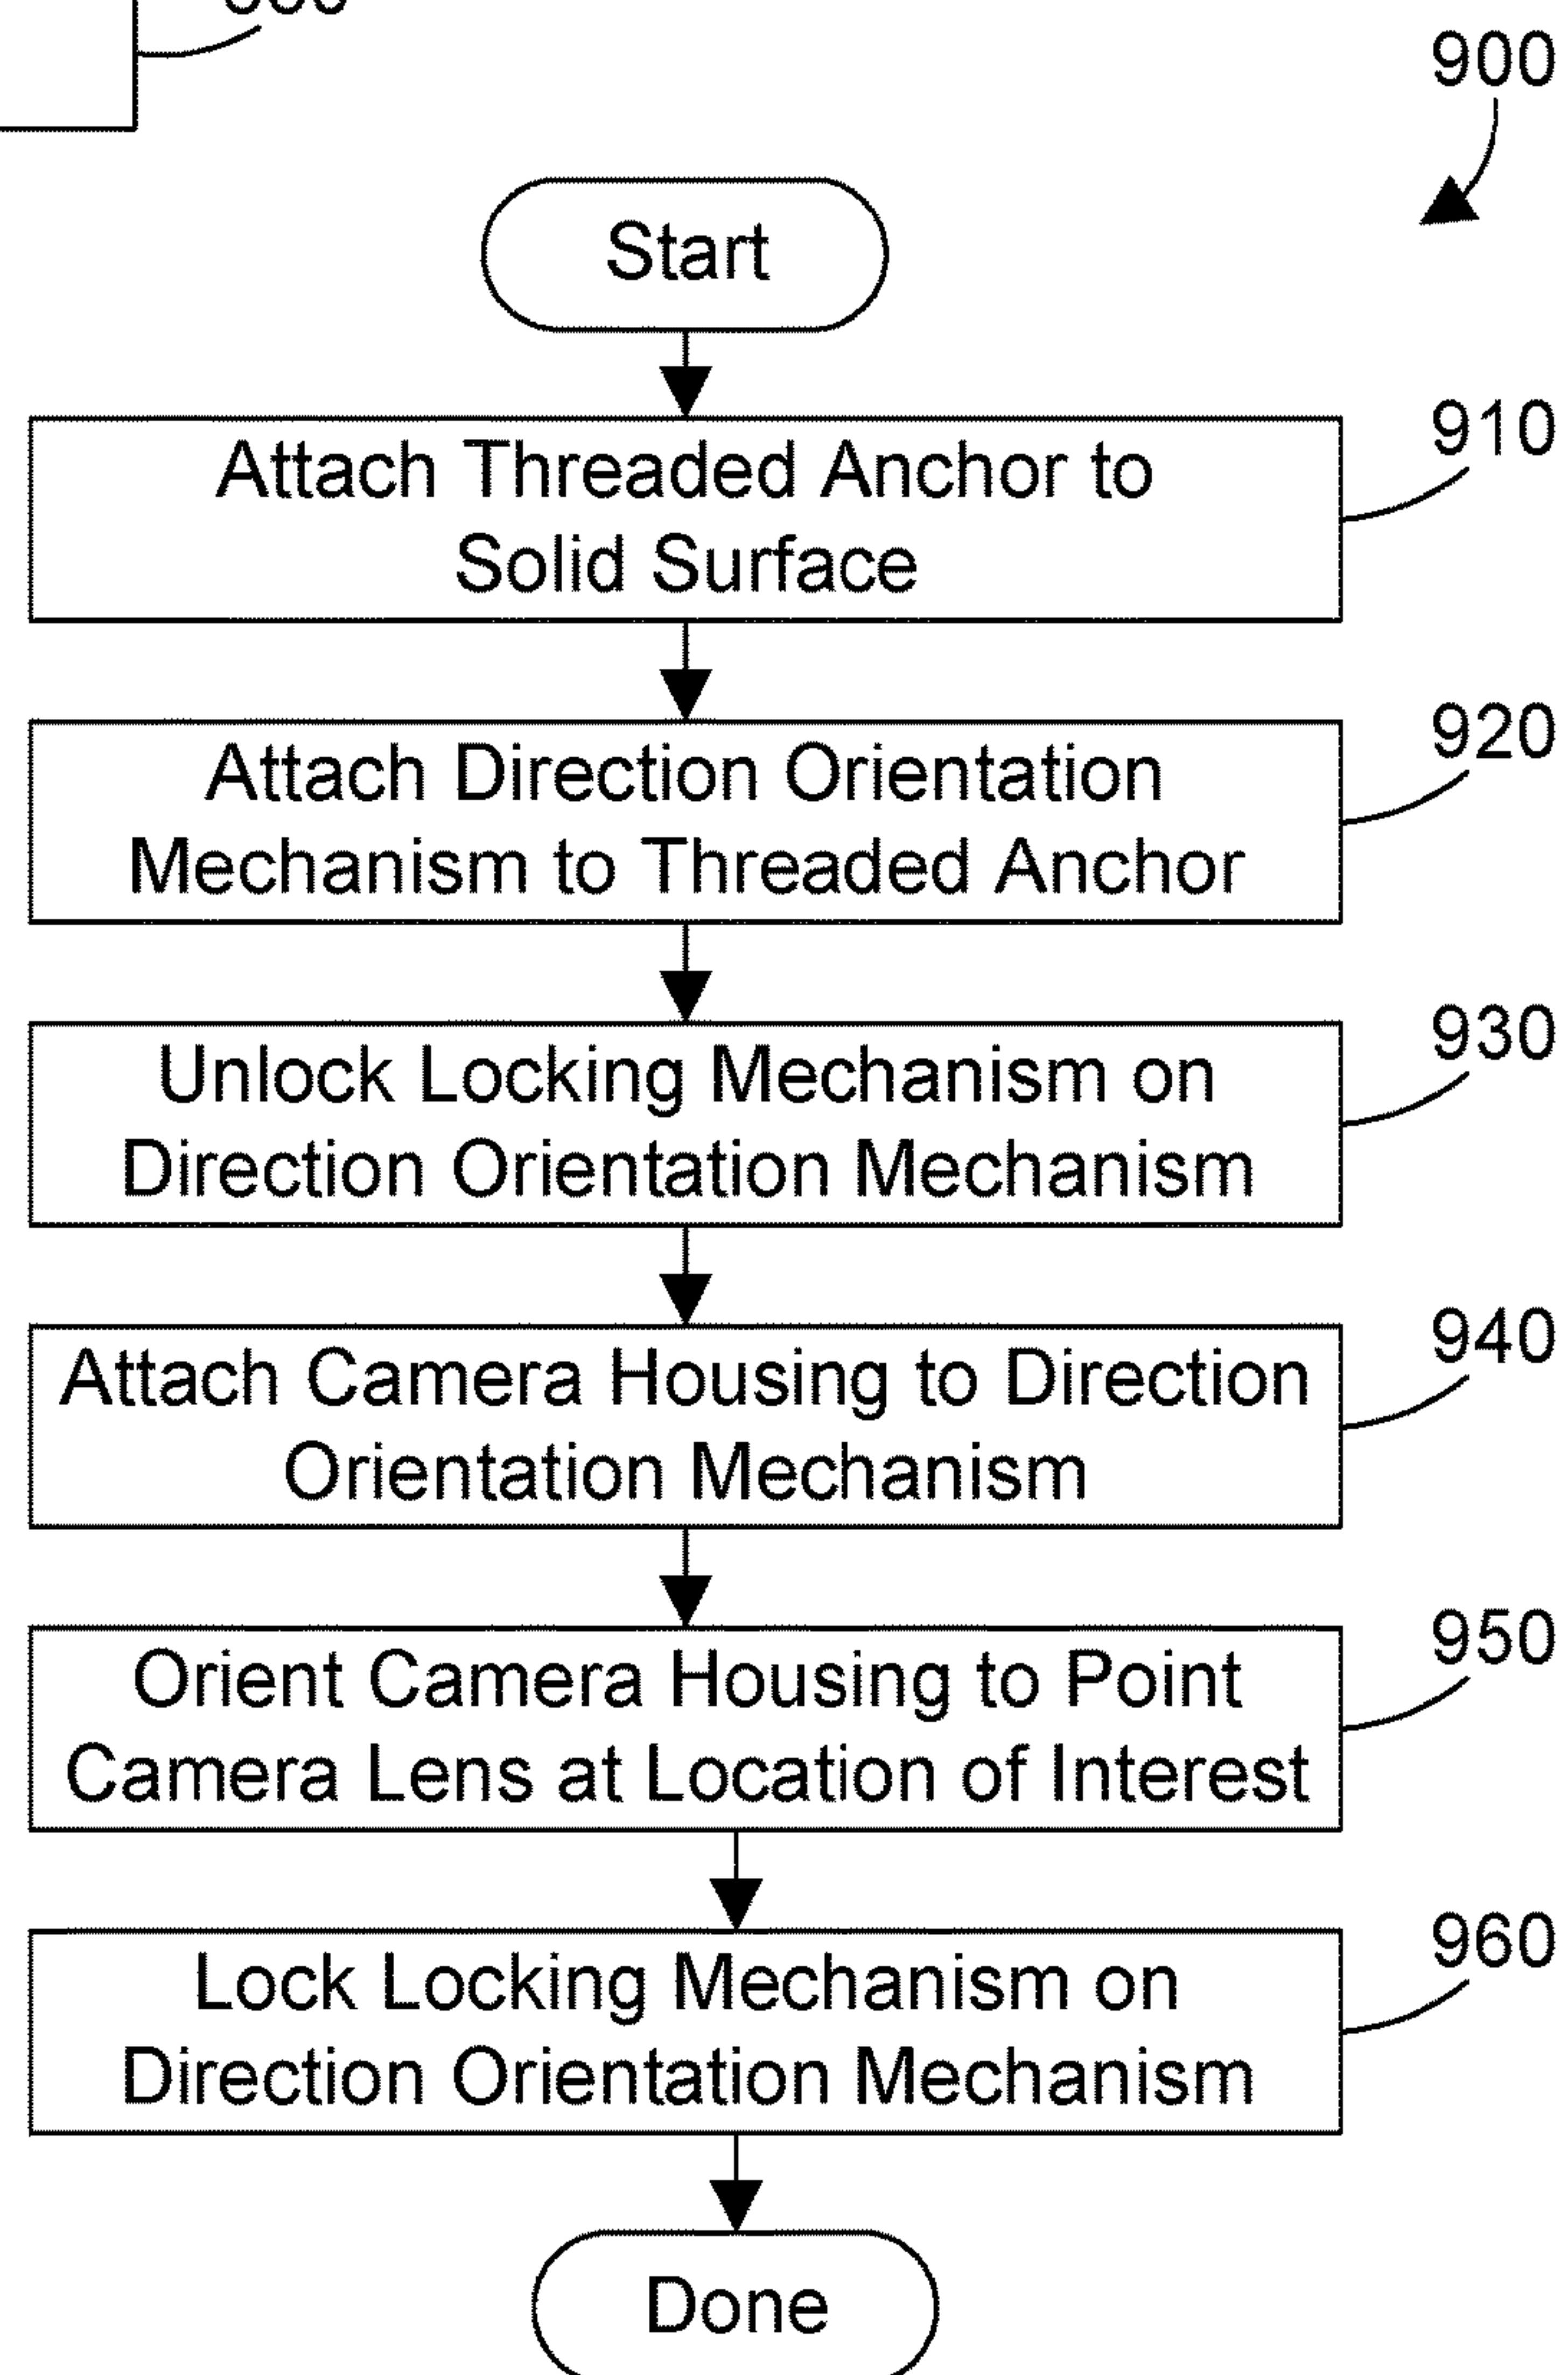 900
Start
910
Attach Threaded Anchor to
Solid Surface
920
Attach Direction Orientation
Mechanism to Threaded Anchor
930
Unlock Locking Mechanism on
Direction Orientation Mechanism
940
Attach Camera Housing to Direction
Orientation Mechanism
950
Orient Camera Housing to Point
Camera Lens at Location of Interest
960
Lock Locking Mechanism on
Direction Orientation Mechanism
Done